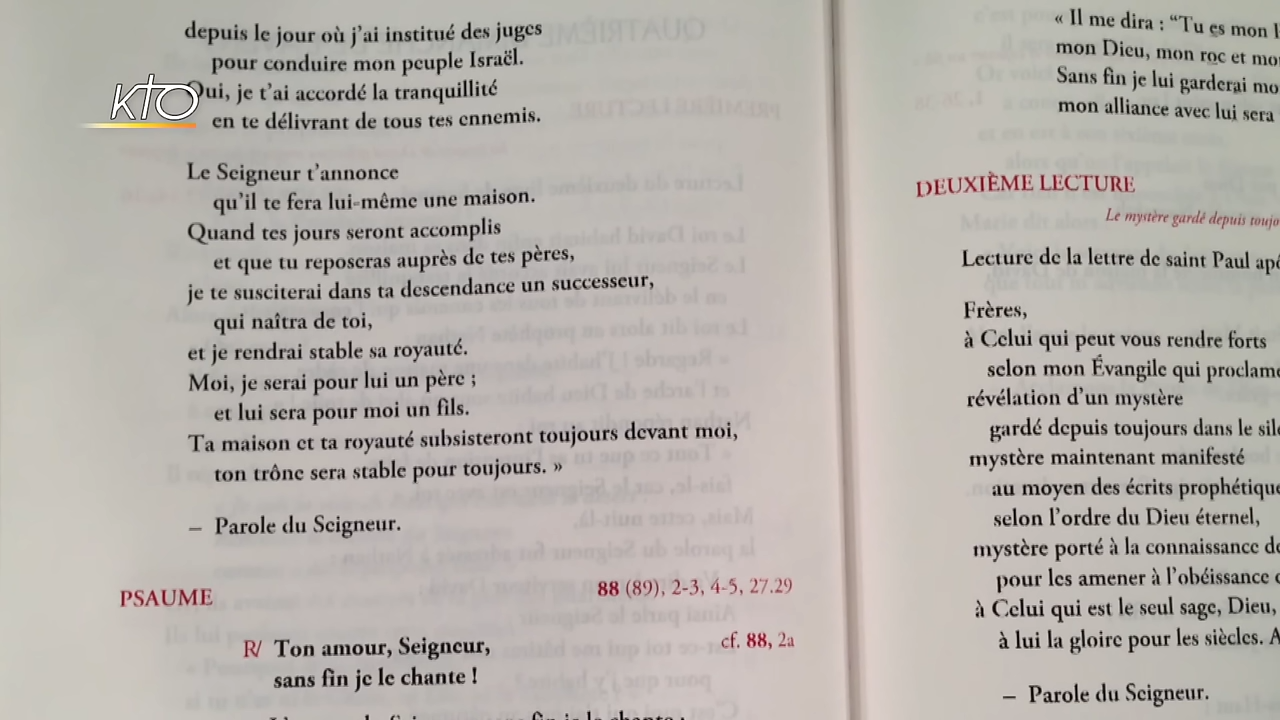 depuis le jour où j'ai institué des juges
pour conduire mon peuple Israël.
Oui, je t'ai accordé la tranquillité
en te délivrant de tous tes ennemis.
Le Seigneur t'annonce
qu'il te fera lui-même une maison.
Quand tes jours seront accomplis
et que tu reposeras auprès de tes pères,
je te susciterai dans ta descendance un successeur,
qui naîtra de toi,
et je rendrai stable sa royauté.
Moi, je serai pour lui un père ;
et lui sera pour moi un fils.
Ta maison et ta royauté subsisteront toujours devant moi,
ton trône sera stable pour toujours. »
– Parole du Seigneur.
PSAUME 88 (89), 2-3, 4-5, 27.29
R/ Ton amour, Seigneur, cf. 88, 2a
sans fin je le chante !
« Il me dira : “Tu es mon
mon Dieu, mon roc et
Sans fin je lui garderai
mon alliance avec lui sera
DEUXIÈME LECTURE
Le mystère gardé depuis
Lecture de la lettre de saint Paul
Frères,
à Celui qui peut vous rendre forts
selon mon Évangile qui
révélation d'un mystère
gardé depuis toujours dans le
mystère maintenant manifesté
au moyen des écrits
selon l'ordre du Dieu éternel,
mystère porté à la connaissance
pour les amener à l'obéissance
à Celui qui est le seul sage, Dieu,
à lui la gloire pour les siècles.
– Parole du Seigneur.
kto